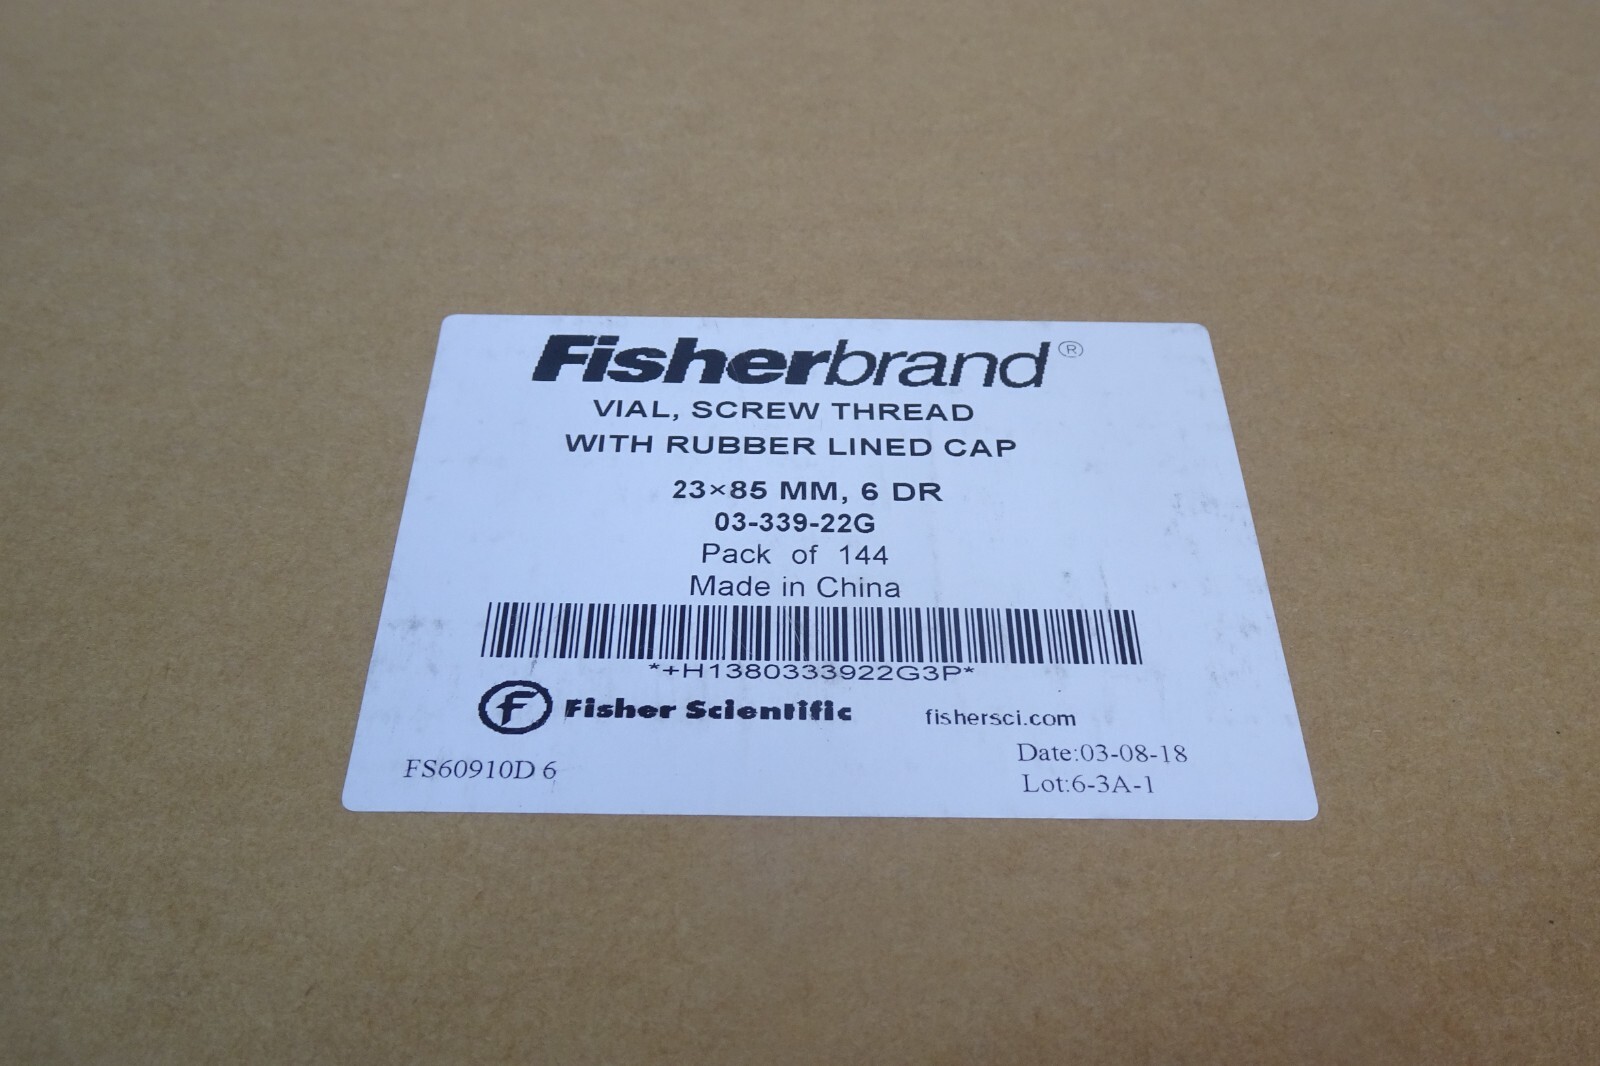 Fisherbrand®
VIAL, SCREW THREAD
WITH RUBBER LINED CAP
23×85 MM, 6 DR
03-339-22G
Pack of 144
Made in China
*+H1380333922G3P*
f Fisher Scientific fishersci.com
FS60910D 6 Date:03-08-18
Lot:6-3A-1